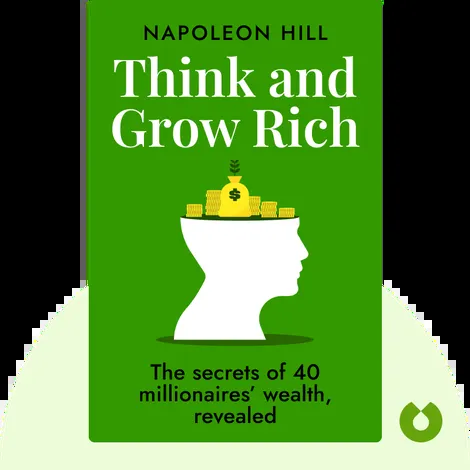 NAPOLEON HILL
Think and
Grow Rich
$
The secrets of 40
millionaires' wealth,
revealed